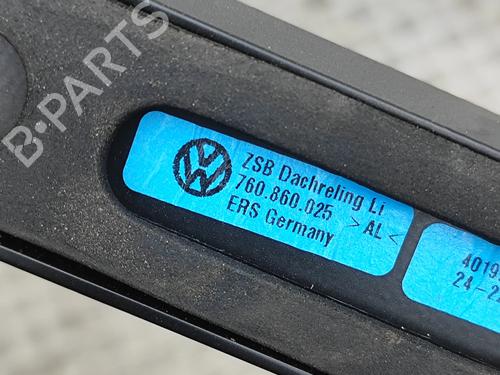 B-PARTS
ZSB Dachreling Li
760.860.025
ERS Germany >AL<
4019
24-2